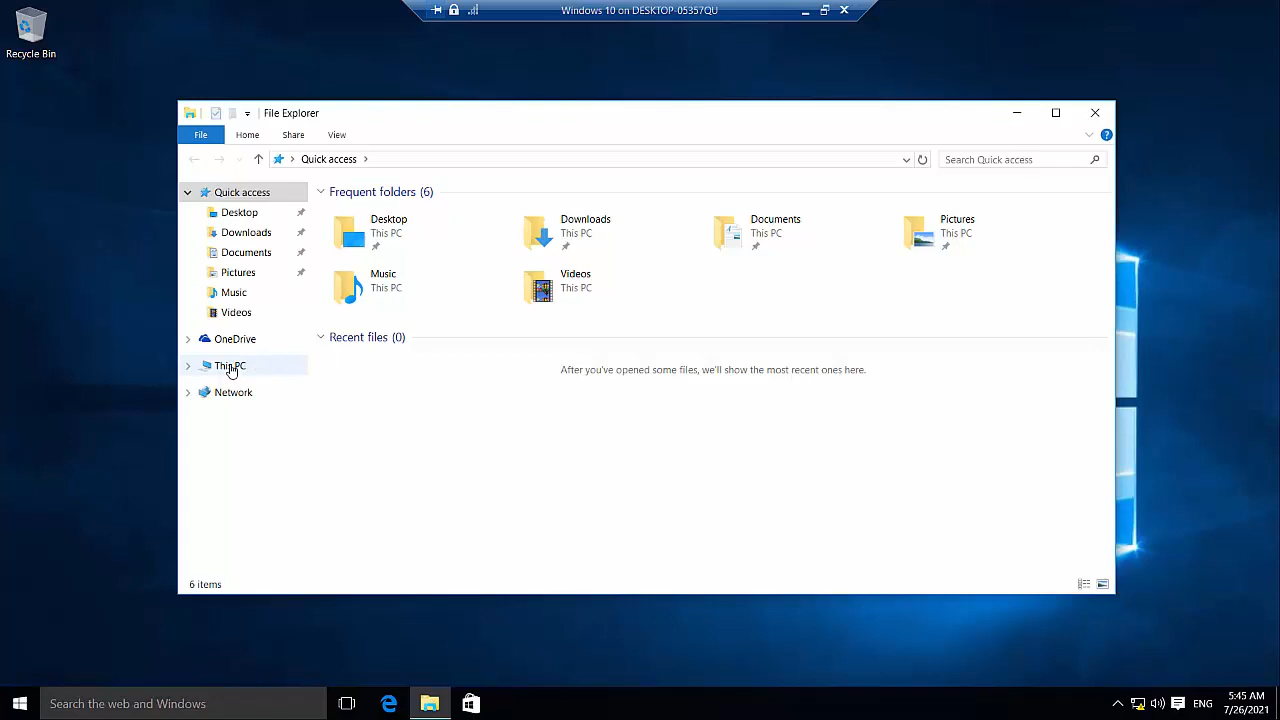 Windows 10 on DESKTOP-05357QU
Recycle Bin
File Explorer
File
Home
Share
View
Quick access
Search Quick access
Quick access
Desktop
Downloads
Documents
Pictures
Music
Videos
OneDrive
This PC
Network
Frequent folders (6)
Desktop
This PC
Downloads
This PC
Documents
This PC
Pictures
This PC
Music
This PC
Videos
This PC
Recent files (0)
After you've opened some files, we'll show the most recent ones here.
6 items
Search the web and Windows
ENG
5:45 AM
7/26/2021